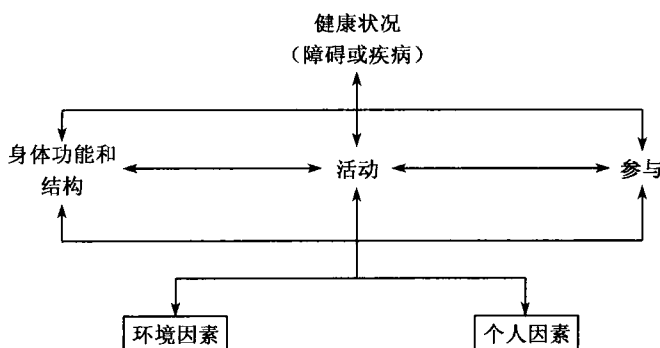 健康状况
（障碍或疾病）
身体功能和
结构
活动
参与
环境因素
个人因素